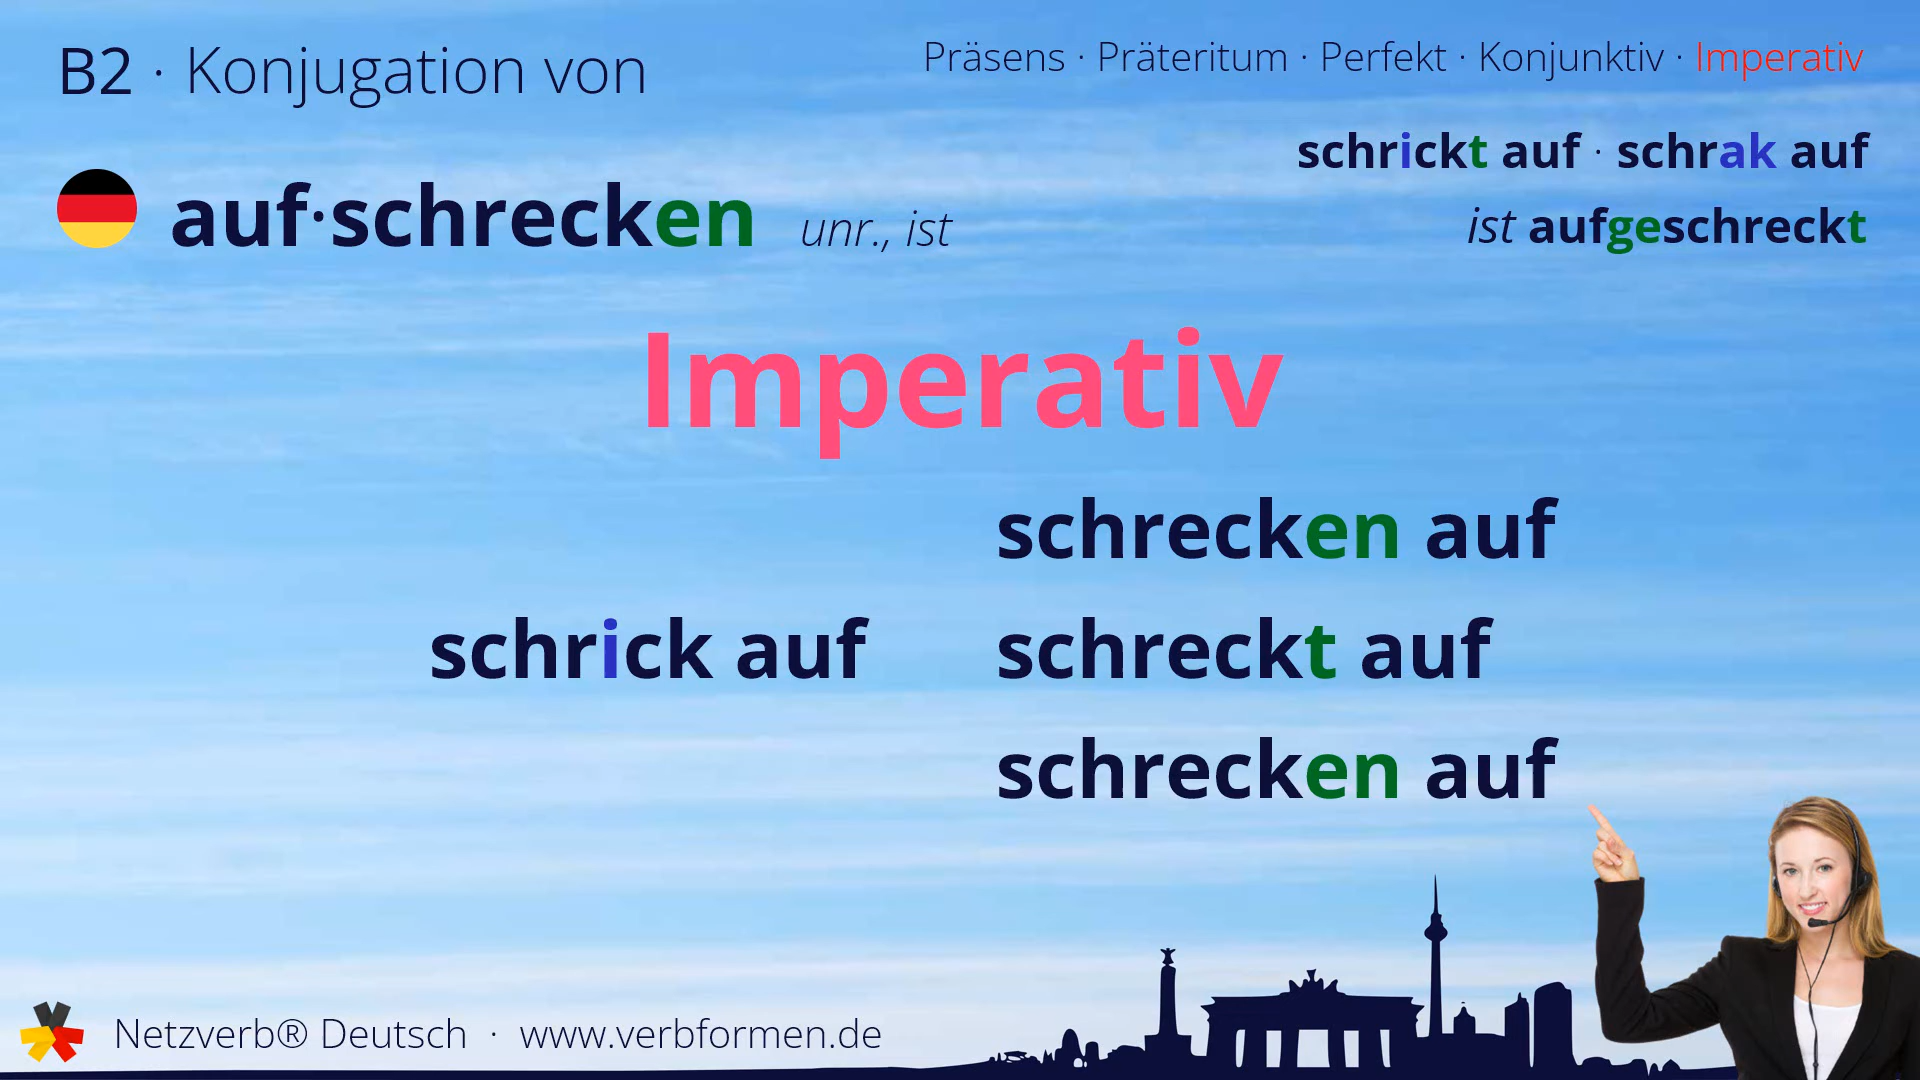 B2 · Konjugation von
Präsens · Präteritum · Perfekt · Konjunktiv · Imperativ
auf·schrecken unr., ist
schrickt auf · schrak auf
ist aufgeschreckt
Imperativ
schrecken auf
schrick auf schreckt auf
schrecken auf
Netzverb® Deutsch · www.verbformen.de